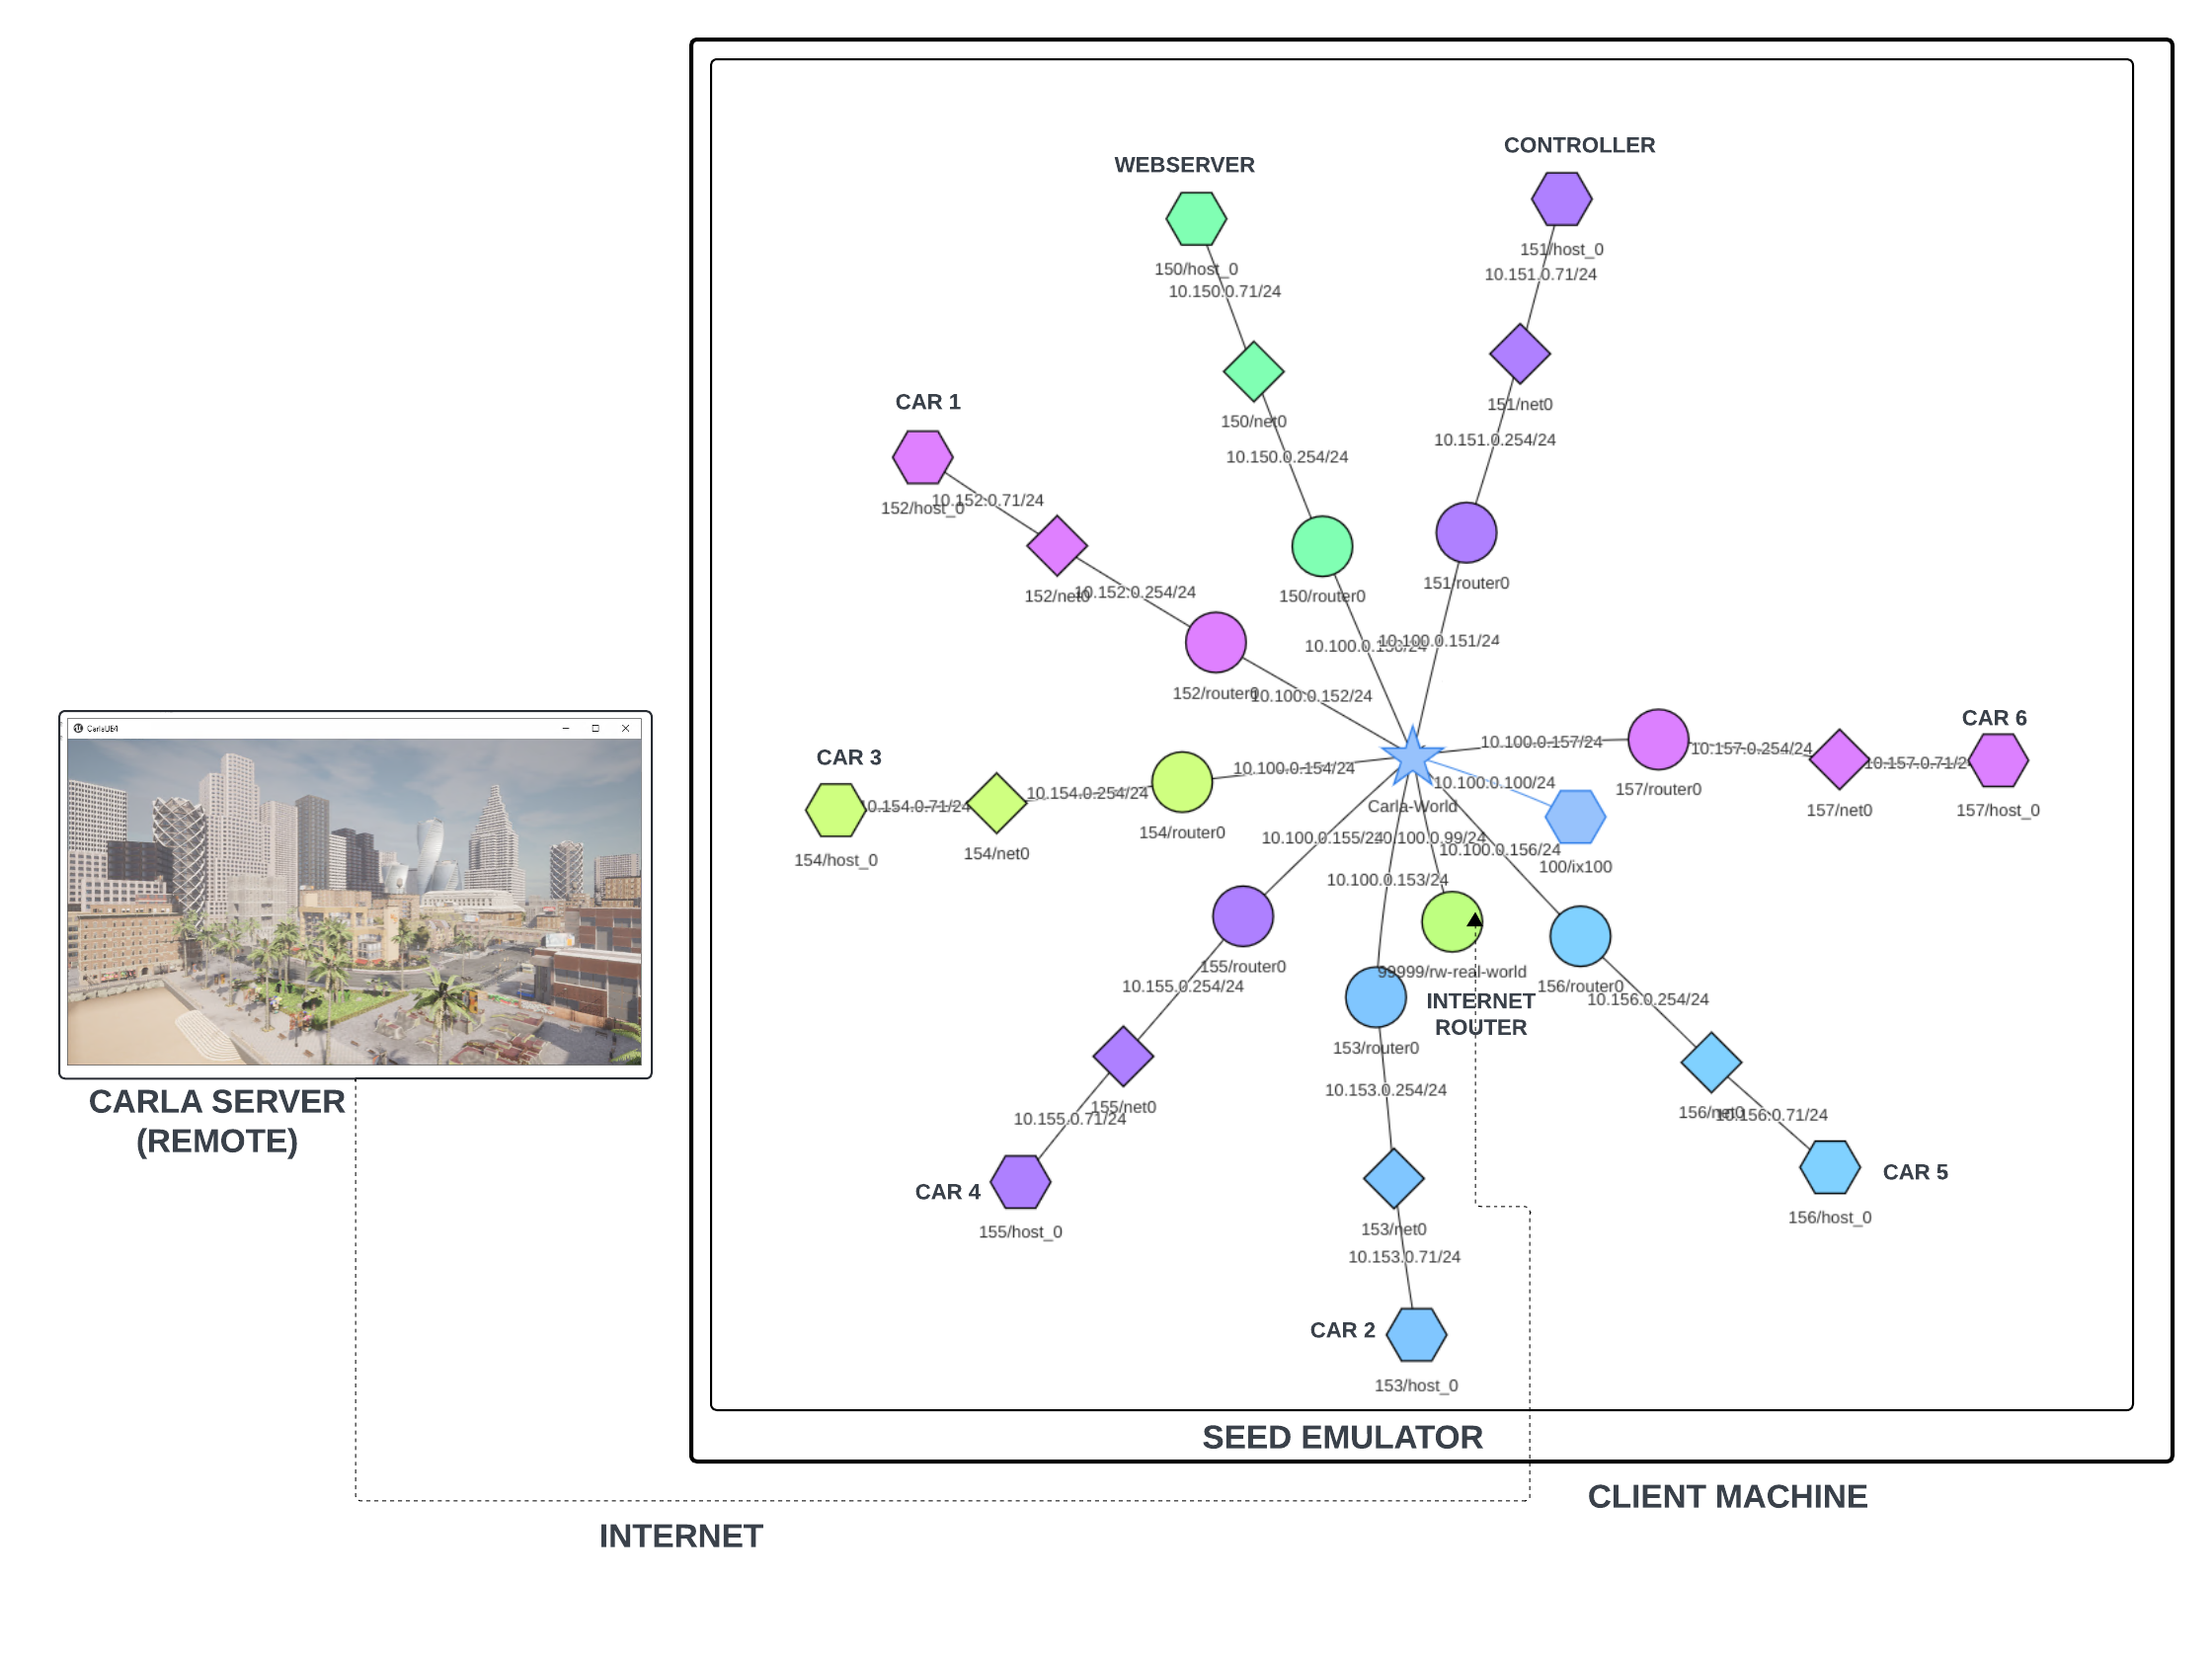 CONTROLLER
WEBSERVER
151/host_0
10.151.0.71/24
150/host_0
10.150.0.71/24
CAR 1
151/net0
150/net0
10.151.0.254/24
10.150.0.254/24
10.152.0.71/24
152/host_0
151/router0
152/net0
10.152.0.254/24
150/router0
10.100.0.150/24
10.100.0.151/24
152/router0
10.100.0.152/24
CAR 6
CarlaUE4
10.100.0.157/24
10.157.0.254/24
10.157.0.71/24
CAR 3
10.100.0.154/24
10.100.0.100/24
157/router0
10.154.0.254/24
10.154.0.71/24
Carla-World
157/net0
157/host_0
154/router0
10.100.0.155/24
10.100.0.99/24
10.100.0.156/24
154/host_0
154/net0
100/ix100
10.100.0.153/24
155/router0
99999/rw-real-world
10.155.0.254/24
156/router0
10.156.0.254/24
INTERNET
ROUTER
153/router0
10.153.0.254/24
CARLA SERVER
(REMOTE)
155/net0
10.155.0.71/24
156/net0
10.156.0.71/24
CAR 5
CAR 4
156/host_0
155/host_0
153/net0
10.153.0.71/24
CAR 2
153/host_0
SEED EMULATOR
CLIENT MACHINE
INTERNET